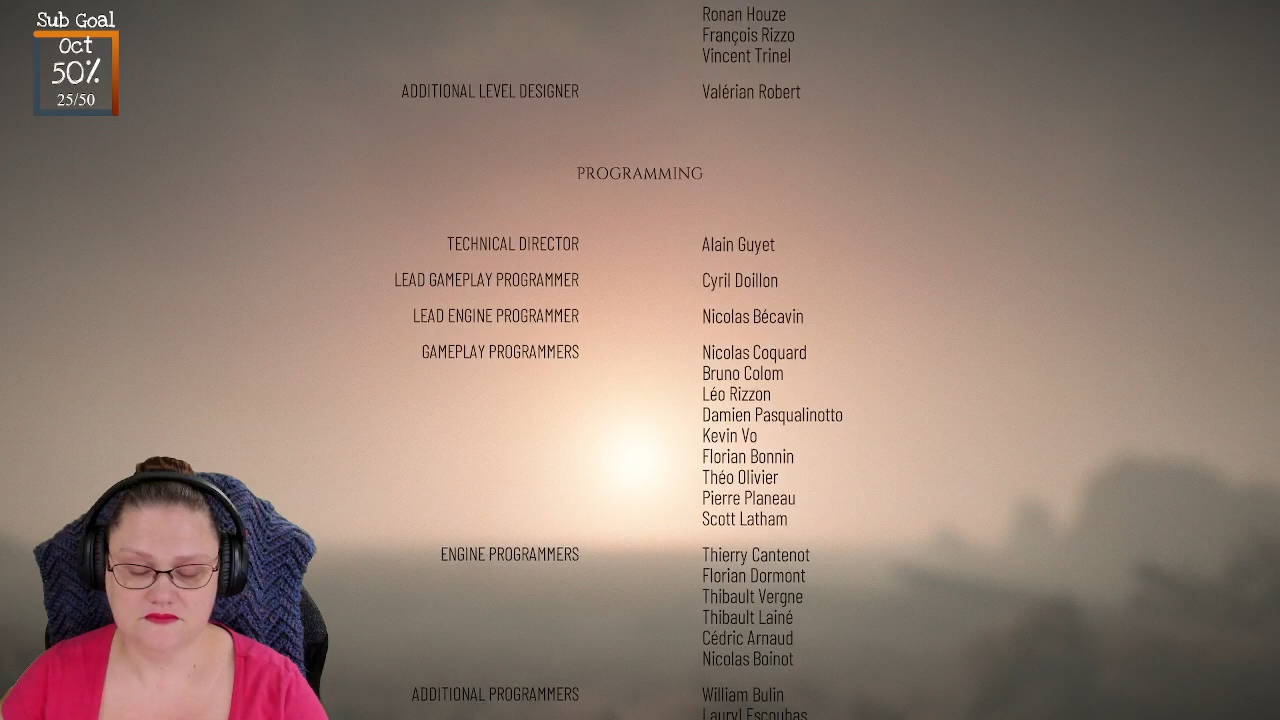 Sub Goal
Oct
50%
25/50
Ronan Houze
François Rizzo
Vincent Trinel
ADDITIONAL LEVEL DESIGNER Valérian Robert
PROGRAMMING
TECHNICAL DIRECTOR Alain Guyet
LEAD GAMEPLAY PROGRAMMER Cyril Doillon
LEAD ENGINE PROGRAMMER Nicolas Bécavin
GAMEPLAY PROGRAMMERS Nicolas Coquard
Bruno Colom
Léo Rizzon
Damien Pasqualinotto
Kevin Vo
Florian Bonnin
Théo Olivier
Pierre Planeau
Scott Latham
ENGINE PROGRAMMERS Thierry Cantenot
Florian Dormont
Thibault Vergne
Thibault Lainé
Cédric Arnaud
Nicolas Boinot
ADDITIONAL PROGRAMMERS William Bulin
Lauryl Escoubas